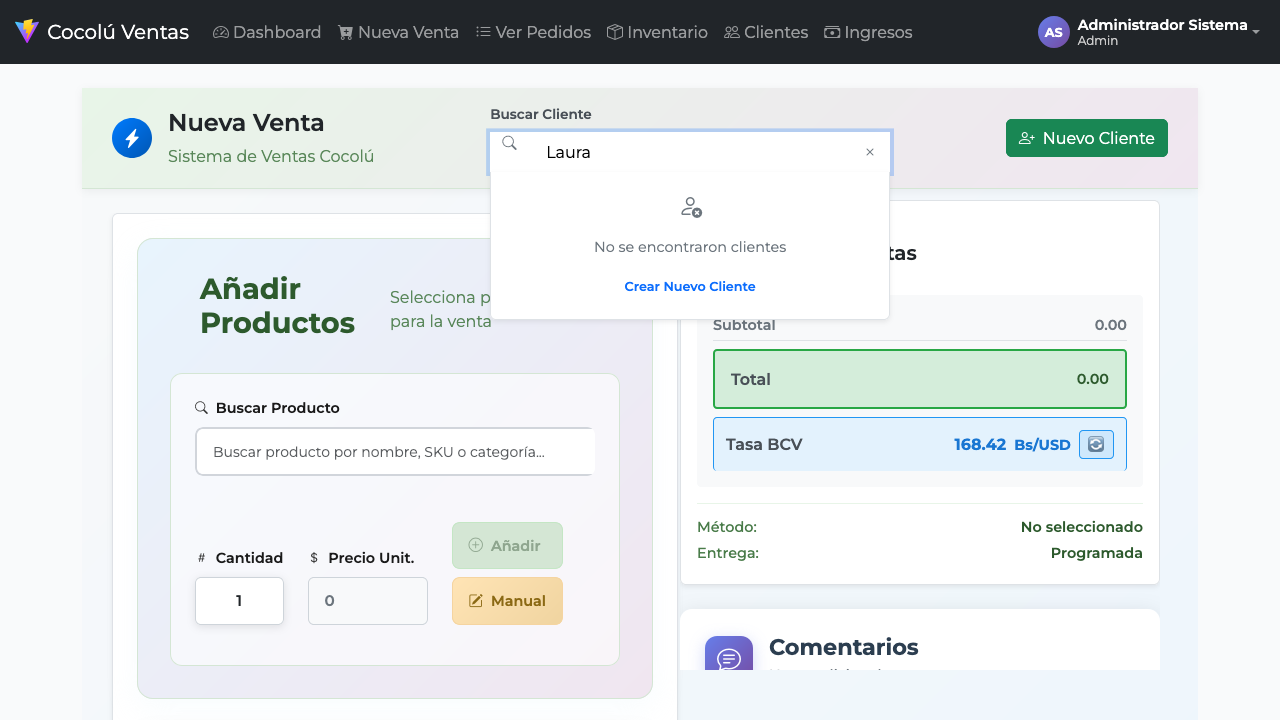 Cocolú Ventas
Dashboard
Nueva Venta
Ver Pedidos
Inventario
Clientes
Ingresos
AS
Administrador Sistema
Admin
Nueva Venta
Sistema de Ventas Cocolú
Buscar Cliente
Laura
×
Nuevo Cliente
No se encontraron clientes
Crear Nuevo Cliente
Añadir
Productos
Selecciona p
para la venta
Buscar Producto
Buscar producto por nombre, SKU o categoría...
# Cantidad
1
$ Precio Unit.
0
Añadir
Manual
tas
Subtotal 0.00
Total 0.00
Tasa BCV 168.42 Bs/USD
Método: No seleccionado
Entrega: Programada
Comentarios